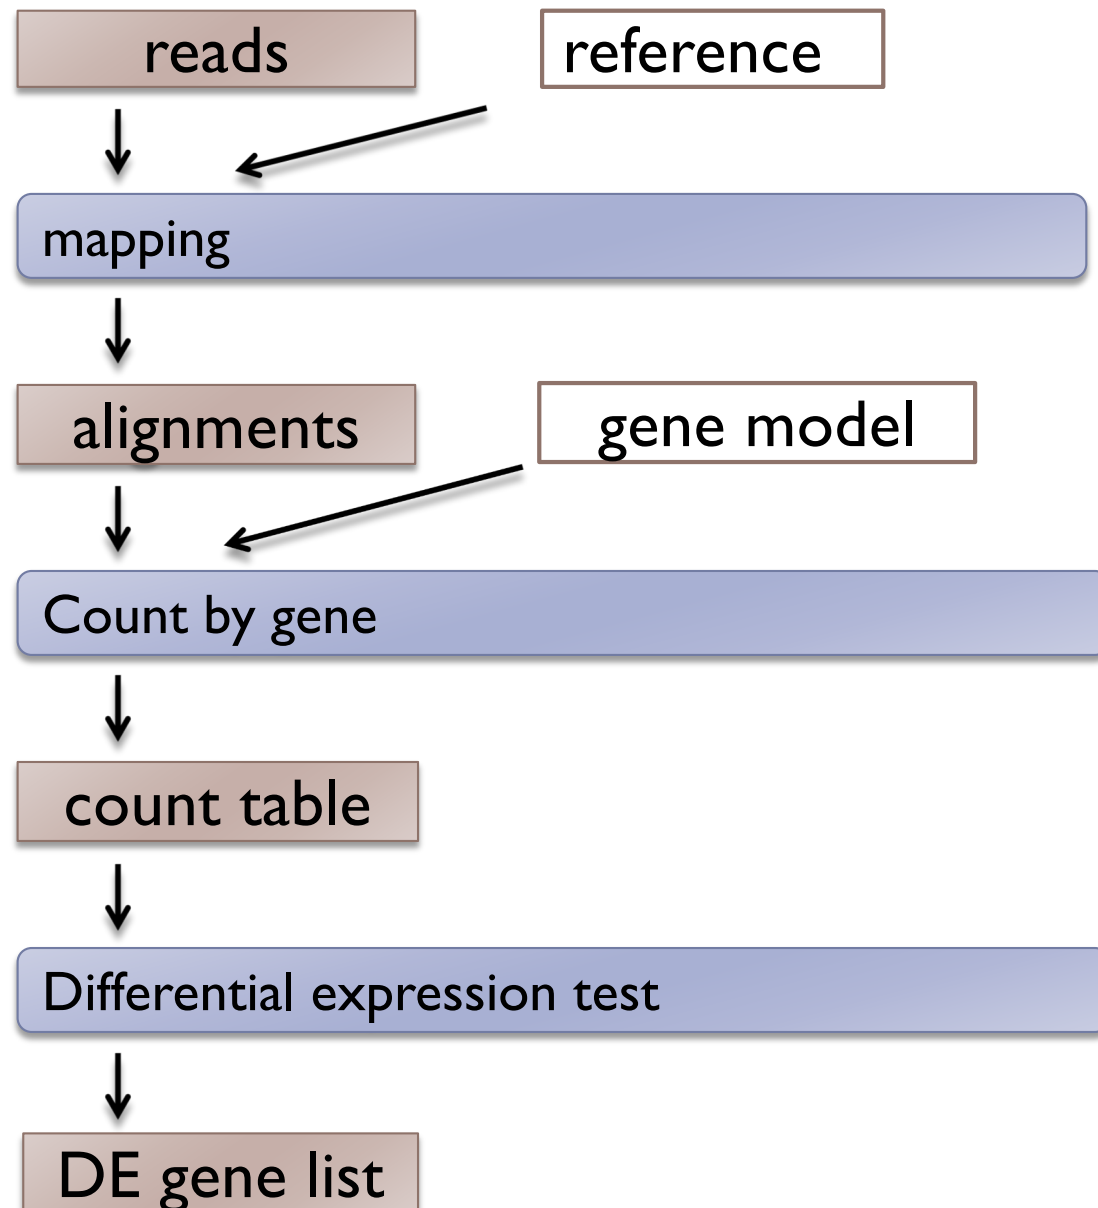 reads
reference
mapping
alignments
gene model
Count by gene
count table
Differential expression test
DE gene list